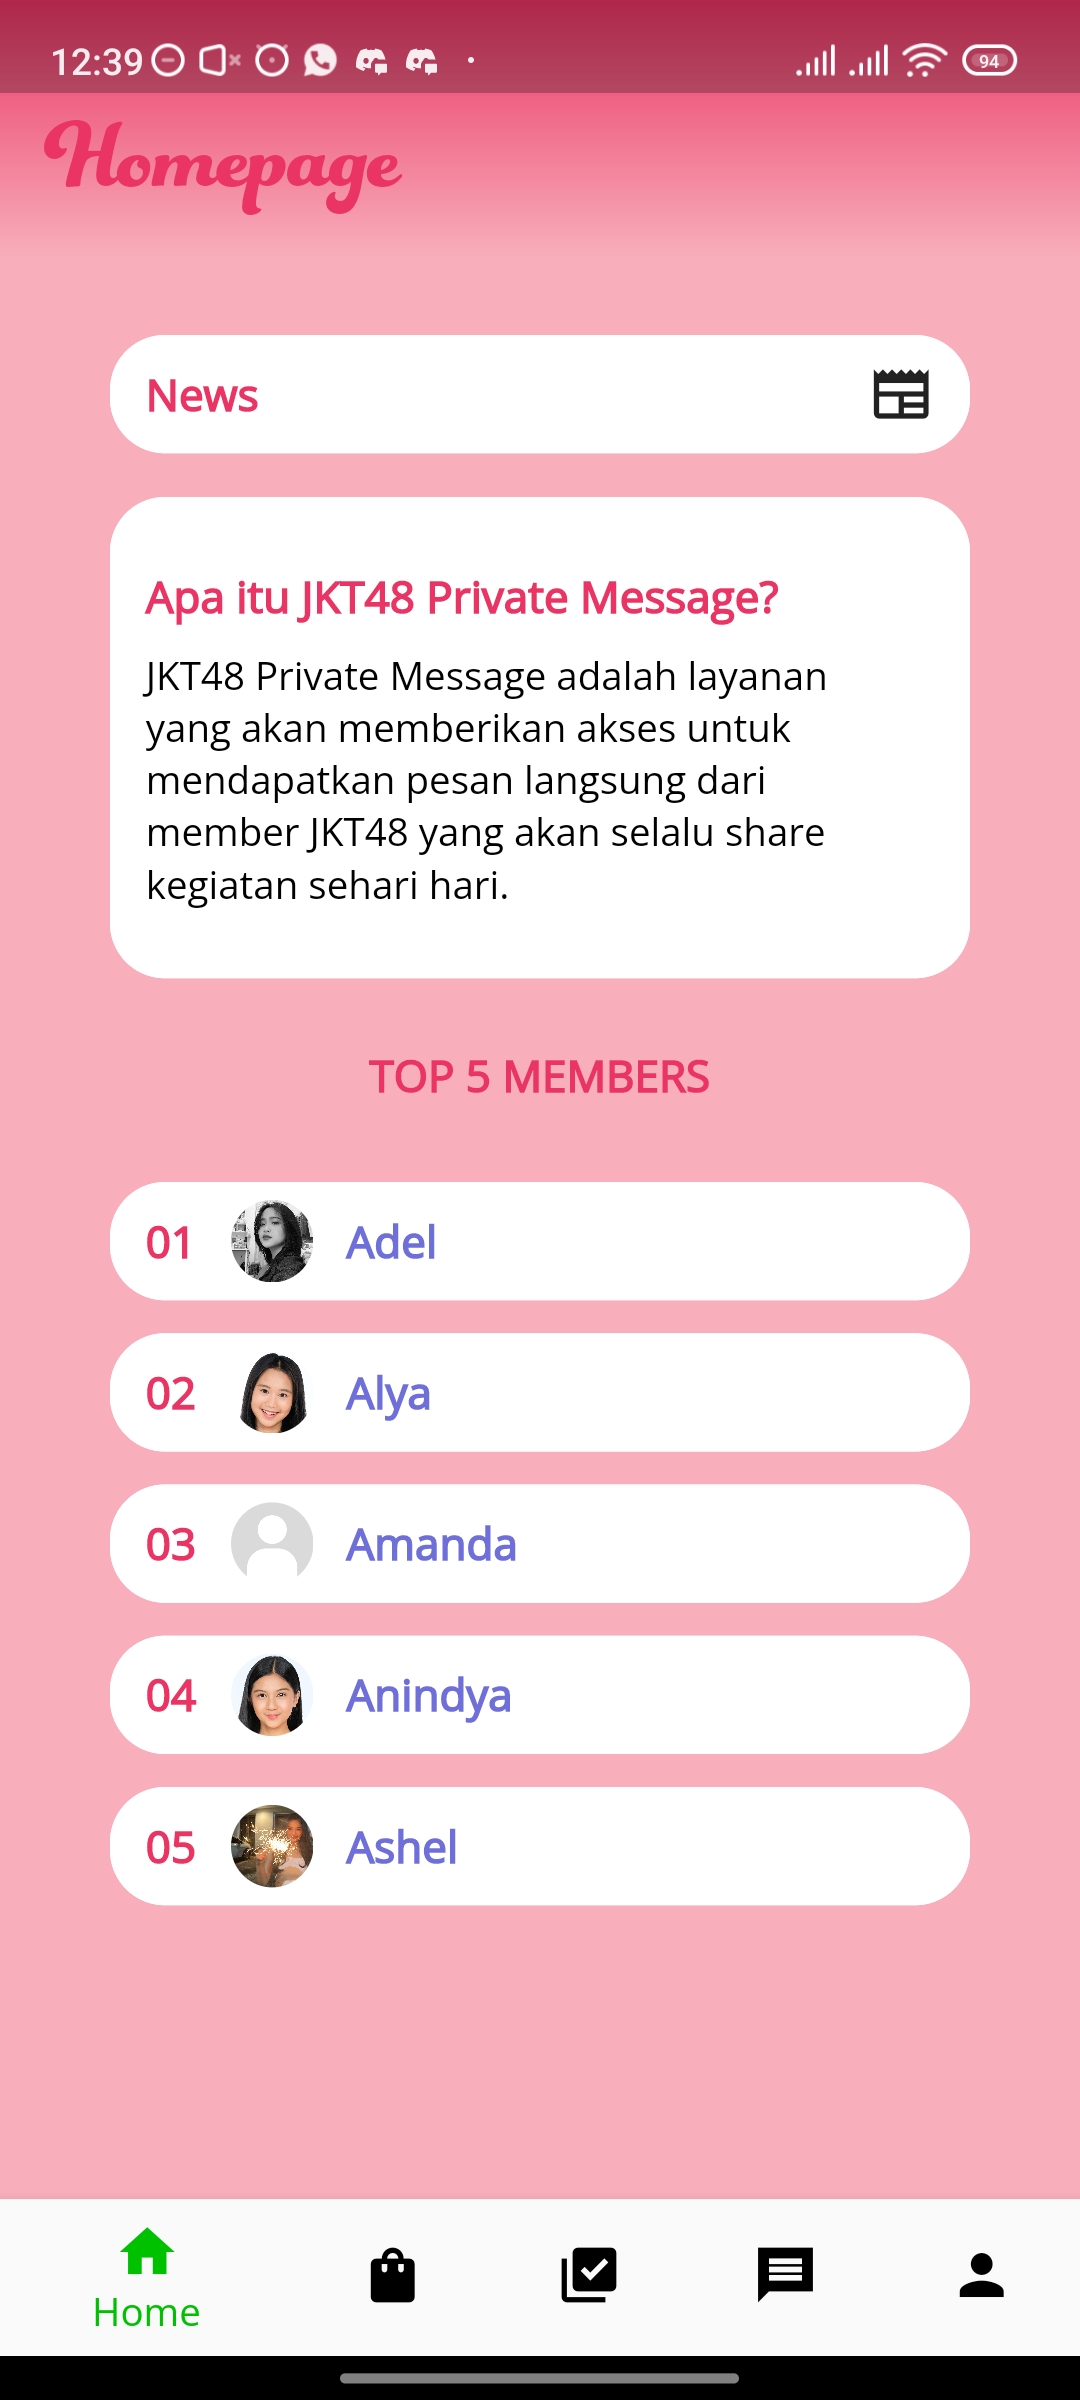 12:39
94
Homepage
News
Apa itu JKT48 Private Message?
JKT48 Private Message adalah layanan
yang akan memberikan akses untuk
mendapatkan pesan langsung dari
member JKT48 yang akan selalu share
kegiatan sehari hari.
TOP 5 MEMBERS
01 Adel
02 Alya
03 Amanda
04 Anindya
05 Ashel
Home